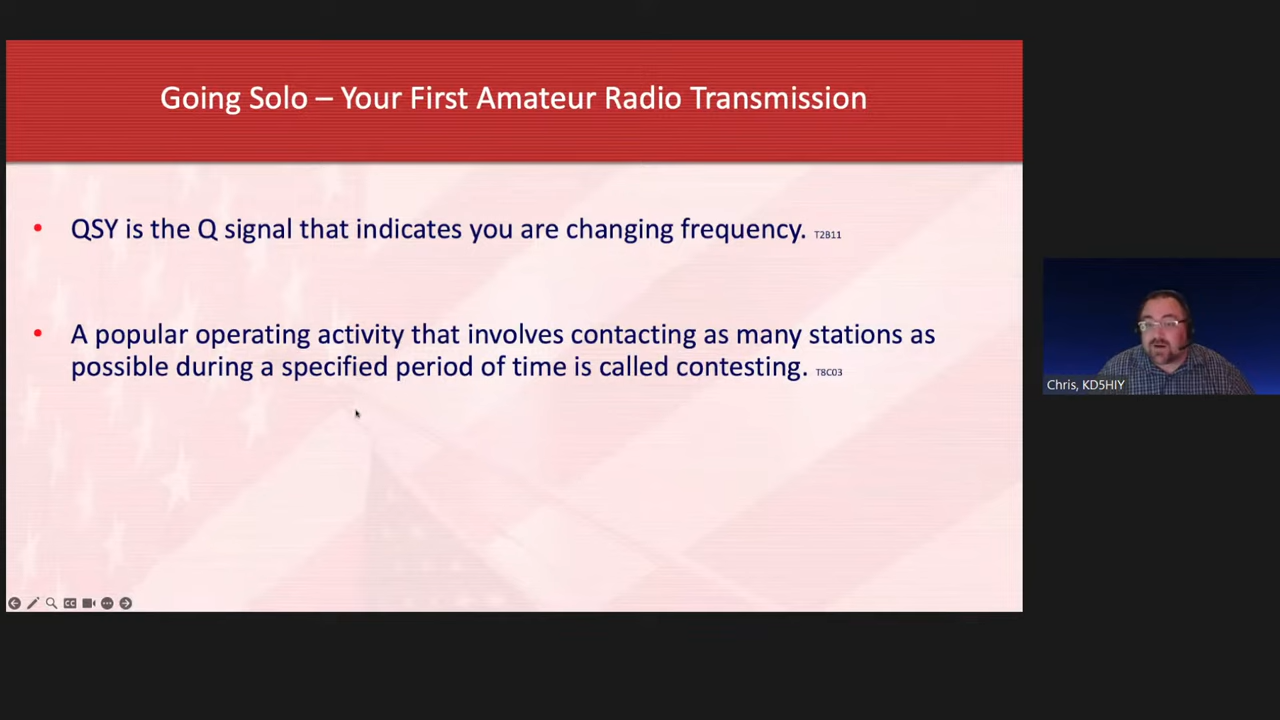 Going Solo – Your First Amateur Radio Transmission
• QSY is the Q signal that indicates you are changing frequency. T2B11
• A popular operating activity that involves contacting as many stations as
possible during a specified period of time is called contesting. T8C03
Chris, KD5HIY
CC